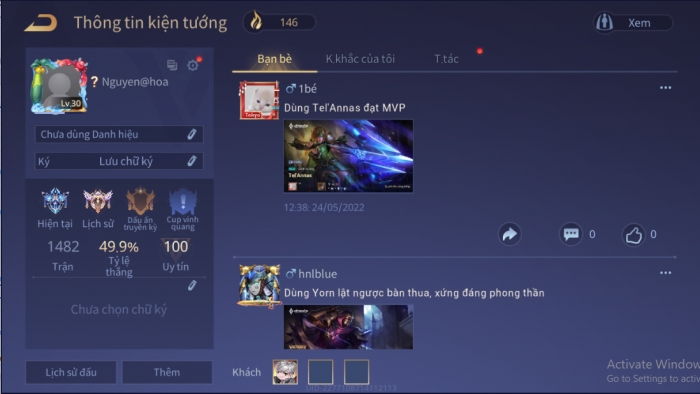 Thông tin kiện tướng
146
Xem
Bạn bè
K.khắc của tôi
T.tác
? Nguyen@hoa
Lv.30
Chưa dùng Danh hiệu
Ký Lưu chữ ký
Hiện tại
Lịch sử
Dấu ấn truyền kỳ
Cup vinh quang
1482
Trận
49.9%
Tỷ lệ thắng
100
Uy tín
Chưa chọn chữ ký
Lịch sử đấu
Thêm
1bé
Dùng Tel'Annas đạt MVP
Tel'Annas
12:38 24/05/2022
0
0
hnlblue
Dùng Yorn lật ngược bàn thua, xứng đáng phong thần
Khách
Activate Window
Go to Settings to activ